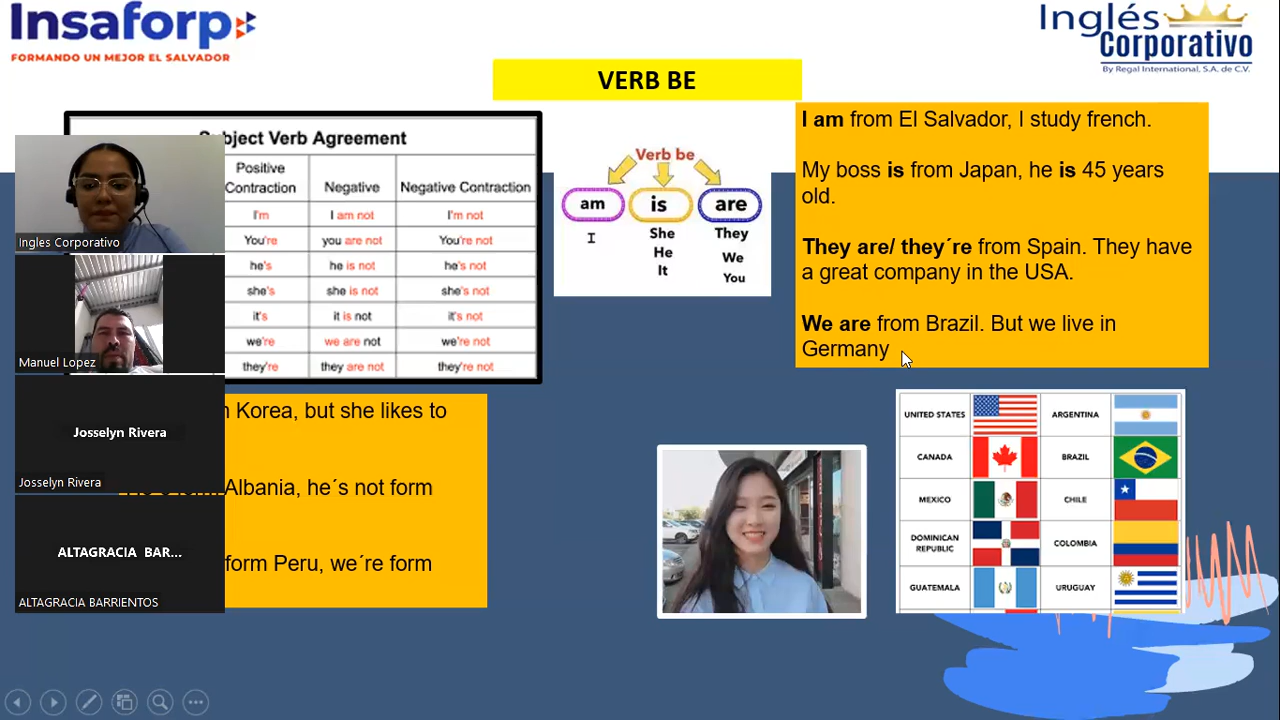 Insaforp
FORMANDO UN MEJOR EL SALVADOR
Inglés
Corporativo
By Regal International, S.A. de C.V.
VERB BE
Verb Agreement
Positive Contraction Negative Negative Contraction
I'm I am not I'm not
You're you are not You're not
he's he is not he's not
she's she is not she's not
it's it is not it's not
we're we are not we're not
they're they are not they're not
Verb be
am is are
I She They
He We
It You
I am from El Salvador, I study french.
My boss is from Japan, he is 45 years
old.
They are/ they´re from Spain. They have
a great company in the USA.
We are from Brazil. But we live in
Germany
Ingles Corporativo
Manuel Lopez
Josselyn Rivera
Josselyn Rivera
ALTAGRACIA BAR...
ALTAGRACIA BARRIENTOS
Korea, but she likes to
Albania, he´s not form
form Peru, we´re form
UNITED STATES ARGENTINA
CANADA BRAZIL
MEXICO CHILE
DOMINICAN
REPUBLIC COLOMBIA
GUATEMALA URUGUAY